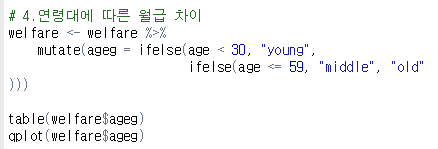 # 4.연령대에 따른 월급 차이
welfare <- welfare %>%
mutate(ageg = ifelse(age < 30, "young",
ifelse(age <= 59, "middle", "old"
)))
table(welfare$ageg)
qplot(welfare$ageg)